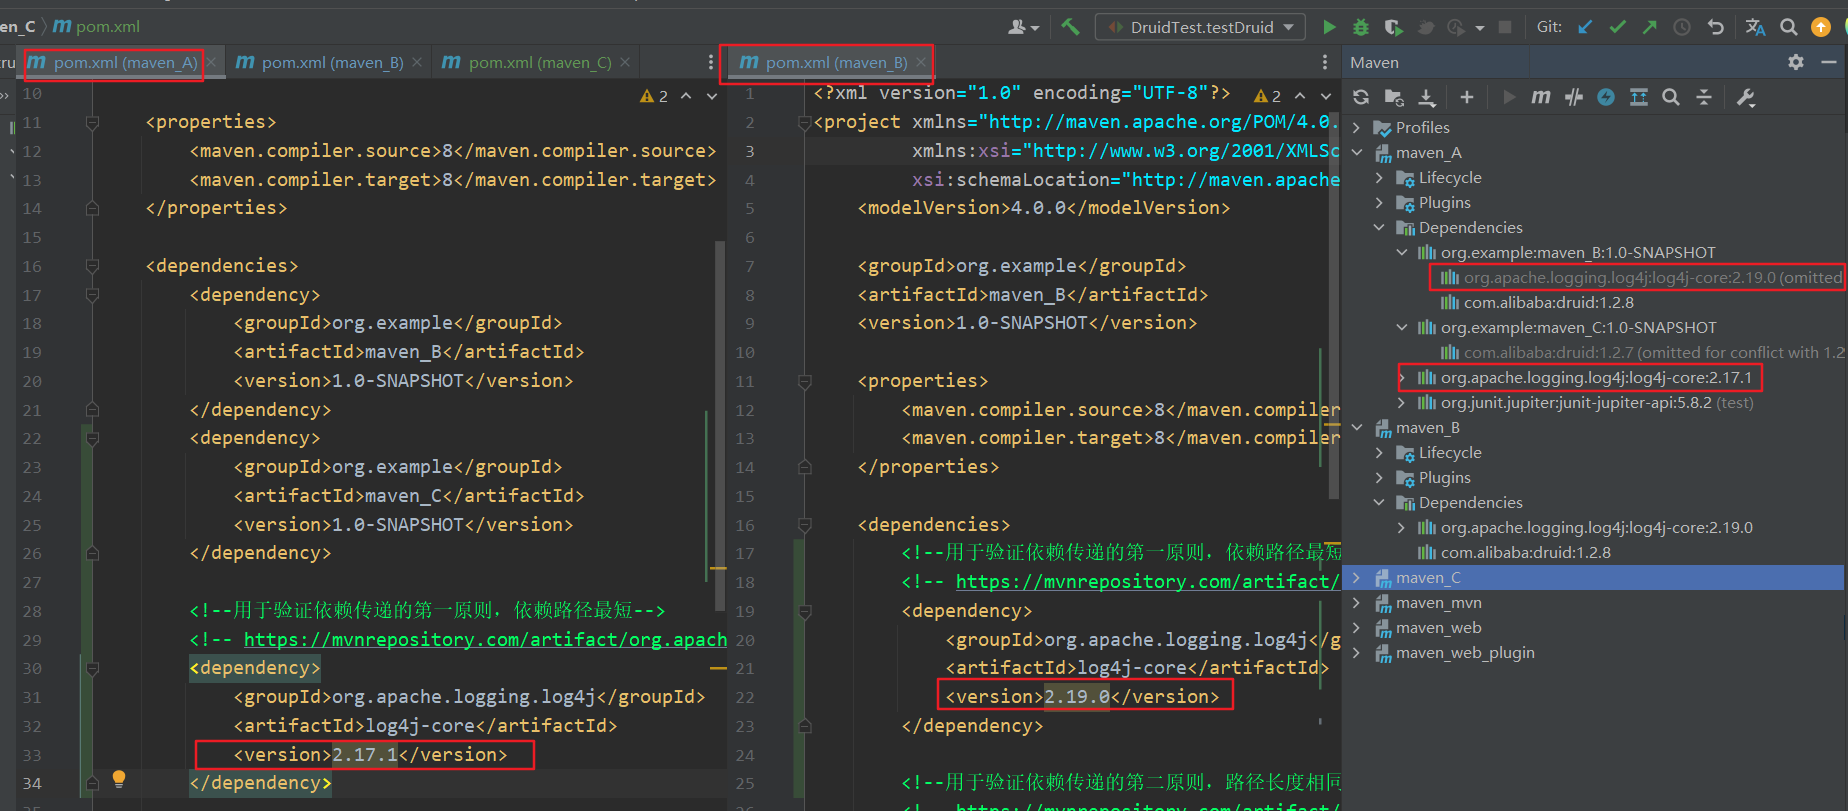 en_C pom.xml
DruidTest.testDruid
Git:
pom.xml (maven_A)
pom.xml (maven_B)
pom.xml (maven_C)
2
10
11 <properties>
12 <maven.compiler.source>8</maven.compiler.source>
13 <maven.compiler.target>8</maven.compiler.target>
14 </properties>
15
16 <dependencies>
17 <dependency>
18 <groupId>org.example</groupId>
19 <artifactId>maven_B</artifactId>
20 <version>1.0-SNAPSHOT</version>
21 </dependency>
22 <dependency>
23 <groupId>org.example</groupId>
24 <artifactId>maven_C</artifactId>
25 <version>1.0-SNAPSHOT</version>
26 </dependency>
27
28 <!--用于验证依赖传递的第一原则，依赖路径最短-->
29 <!-- https://mvnrepository.com/artifact/org.apach
30 <dependency>
31 <groupId>org.apache.logging.log4j</groupId>
32 <artifactId>log4j-core</artifactId>
33 <version>2.17.1</version>
34 </dependency>
pom.xml (maven_B)
2
1 <?xml version="1.0" encoding="UTF-8"?>
2 <project xmlns="http://maven.apache.org/POM/4.0.
3 xmlns:xsi="http://www.w3.org/2001/XMLSc
4 xsi:schemaLocation="http://maven.apache
5 <modelVersion>4.0.0</modelVersion>
6
7 <groupId>org.example</groupId>
8 <artifactId>maven_B</artifactId>
9 <version>1.0-SNAPSHOT</version>
10
11 <properties>
12 <maven.compiler.source>8</maven.compiler
13 <maven.compiler.target>8</maven.compiler
14 </properties>
15
16 <dependencies>
17 <!--用于验证依赖传递的第一原则，依赖路径最短
18 <!-- https://mvnrepository.com/artifact/
19 <dependency>
20 <groupId>org.apache.logging.log4j</g
21 <artifactId>log4j-core</artifactId>
22 <version>2.19.0</version>
23 </dependency>
24
25 <!--用于验证依赖传递的第二原则，路径长度相同
Maven
Profiles
maven_A
Lifecycle
Plugins
Dependencies
org.example:maven_B:1.0-SNAPSHOT
org.apache.logging.log4j:log4j-core:2.19.0 (omitted
com.alibaba:druid:1.2.8
org.example:maven_C:1.0-SNAPSHOT
com.alibaba:druid:1.2.7 (omitted for conflict with 1.2
org.apache.logging.log4j:log4j-core:2.17.1
org.junit.jupiter:junit-jupiter-api:5.8.2 (test)
maven_B
Lifecycle
Plugins
Dependencies
org.apache.logging.log4j:log4j-core:2.19.0
com.alibaba:druid:1.2.8
maven_C
maven_mvn
maven_web
maven_web_plugin